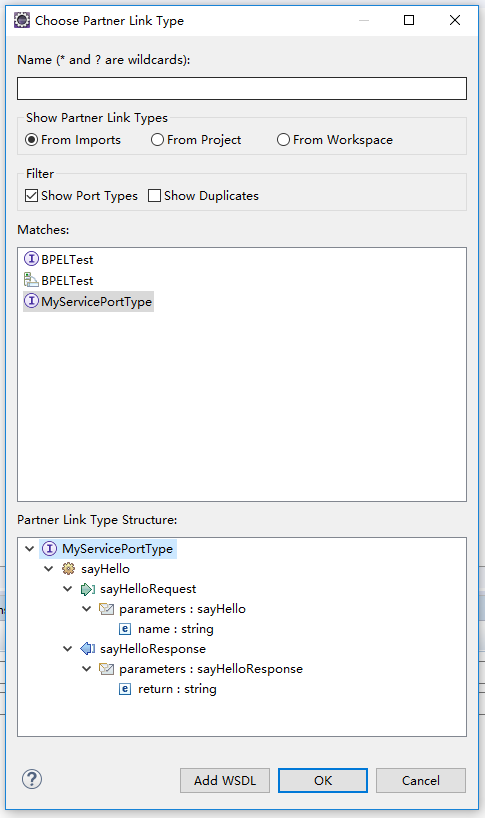 Choose Partner Link Type
Name (* and ? are wildcards):
Show Partner Link Types
From Imports From Project From Workspace
Filter
Show Port Types Show Duplicates
Matches:
BPELTest
BPELTest
MyServicePortType
Partner Link Type Structure:
MyServicePortType
sayHello
sayHelloRequest
parameters : sayHello
name : string
sayHelloResponse
parameters : sayHelloResponse
return : string
Add WSDL OK Cancel